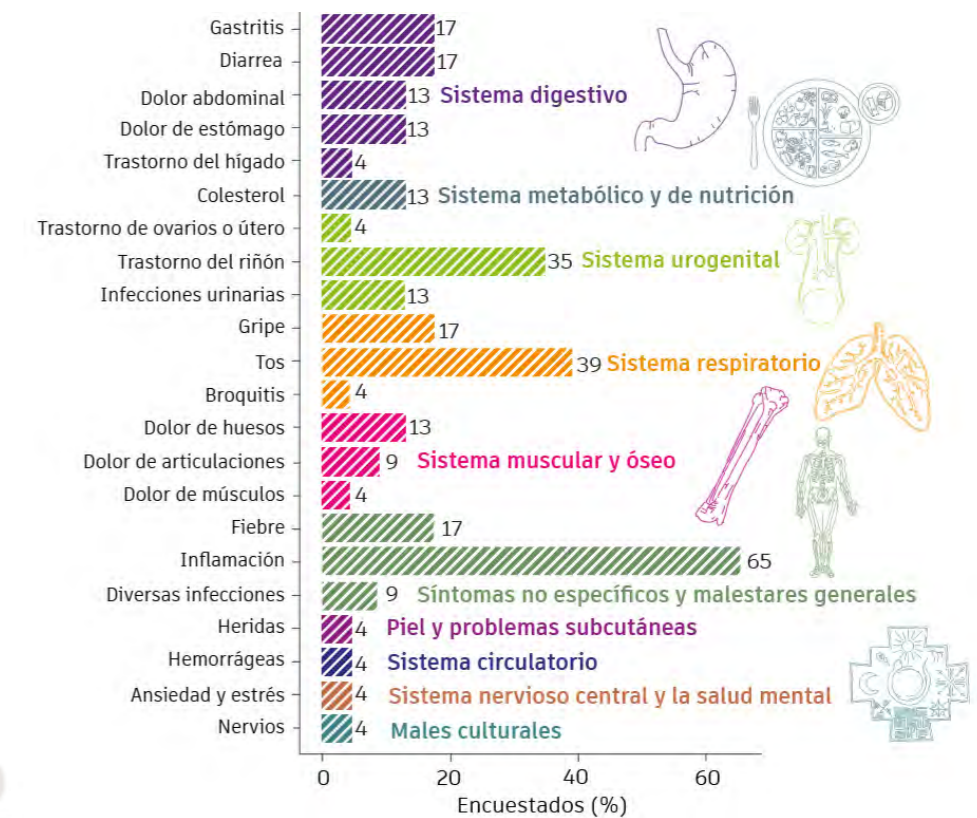 Gastritis 17
Diarrea 17
Dolor abdominal 13 Sistema digestivo
Dolor de estómago 13
Trastorno del hígado 4
Colesterol 13 Sistema metabólico y de nutrición
Trastorno de ovarios o útero 4
Trastorno del riñón 35 Sistema urogenital
Infecciones urinarias 13
Gripe 17
Tos 39 Sistema respiratorio
Broquitis 4
Dolor de huesos 13
Dolor de articulaciones 9 Sistema muscular y óseo
Dolor de músculos 4
Fiebre 17
Inflamación 65
Diversas infecciones 9 Síntomas no específicos y malestares generales
Heridas 4 Piel y problemas subcutáneas
Hemorrágeas 4 Sistema circulatorio
Ansiedad y estrés 4 Sistema nervioso central y la salud mental
Nervios 4 Males culturales
0 20 40 60
Encuestados (%)